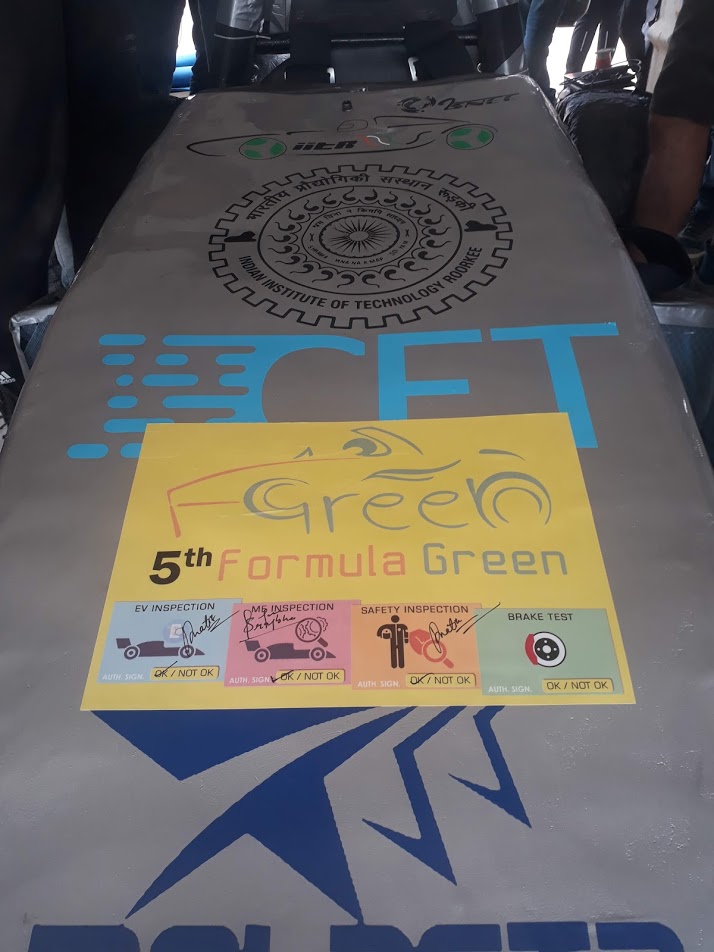 iitR
भारतीय प्रौद्योगिकी संस्थान रूड़की
INDIAN INSTITUTE OF TECHNOLOGY ROORKEE
CFT
FGreen
5th Formula Green
EV INSPECTION
AUTH. SIGN.
OK / NOT OK
ME INSPECTION
AUTH. SIGN.
OK / NOT OK
SAFETY INSPECTION
AUTH. SIGN.
OK / NOT OK
BRAKE TEST
AUTH. SIGN.
OK / NOT OK